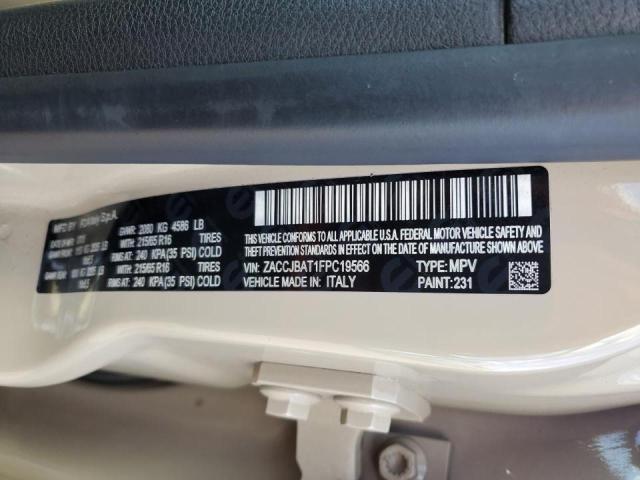 MFD BY FCA Italy S.p.A.
GVWR: 2080 KG 4586 LB
WITH 215/65 R16 TIRES
RIMS AT: 240 KPA (35 PSI) COLD
WITH 215/65 R16 TIRES
RIMS AT: 240 KPA (35 PSI) COLD
THIS VEHICLE CONFORMS TO ALL APPLICABLE U.S.A. FEDERAL MOTOR VEHICLE SAFETY AND
THEFT PREVENTION STANDARDS IN EFFECT ON THE DATE OF MANUFACTURE SHOWN ABOVE
VIN: ZACCJBAT1FPC19566 TYPE: MPV
VEHICLE MADE IN: ITALY PAINT: 231